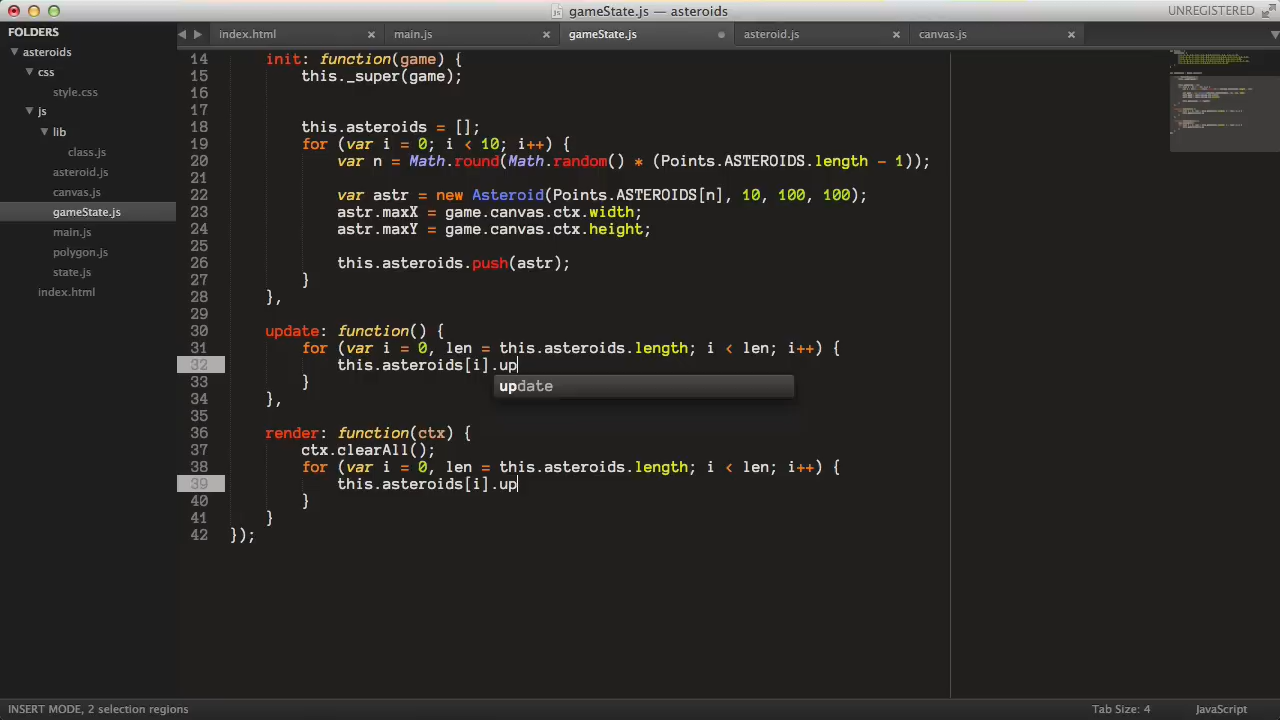 gameState.js — asteroids
UNREGISTERED
FOLDERS
asteroids
css
style.css
js
lib
class.js
asteroid.js
canvas.js
gameState.js
main.js
polygon.js
state.js
index.html
index.html
main.js
gameState.js
asteroid.js
canvas.js
14 init: function(game) {
15 this._super(game);
16
17
18 this.asteroids = [];
19 for (var i = 0; i < 10; i++) {
20 var n = Math.round(Math.random() * (Points.ASTEROIDS.length - 1));
21
22 var astr = new Asteroid(Points.ASTEROIDS[n], 10, 100, 100);
23 astr.maxX = game.canvas.ctx.width;
24 astr.maxY = game.canvas.ctx.height;
25
26 this.asteroids.push(astr);
27 }
28 },
29
30 update: function() {
31 for (var i = 0, len = this.asteroids.length; i < len; i++) {
32 this.asteroids[i].up
update
33 }
34 },
35
36 render: function(ctx) {
37 ctx.clearAll();
38 for (var i = 0, len = this.asteroids.length; i < len; i++) {
39 this.asteroids[i].up
40 }
41 }
42 });
INSERT MODE, 2 selection regions
Tab Size: 4
JavaScript